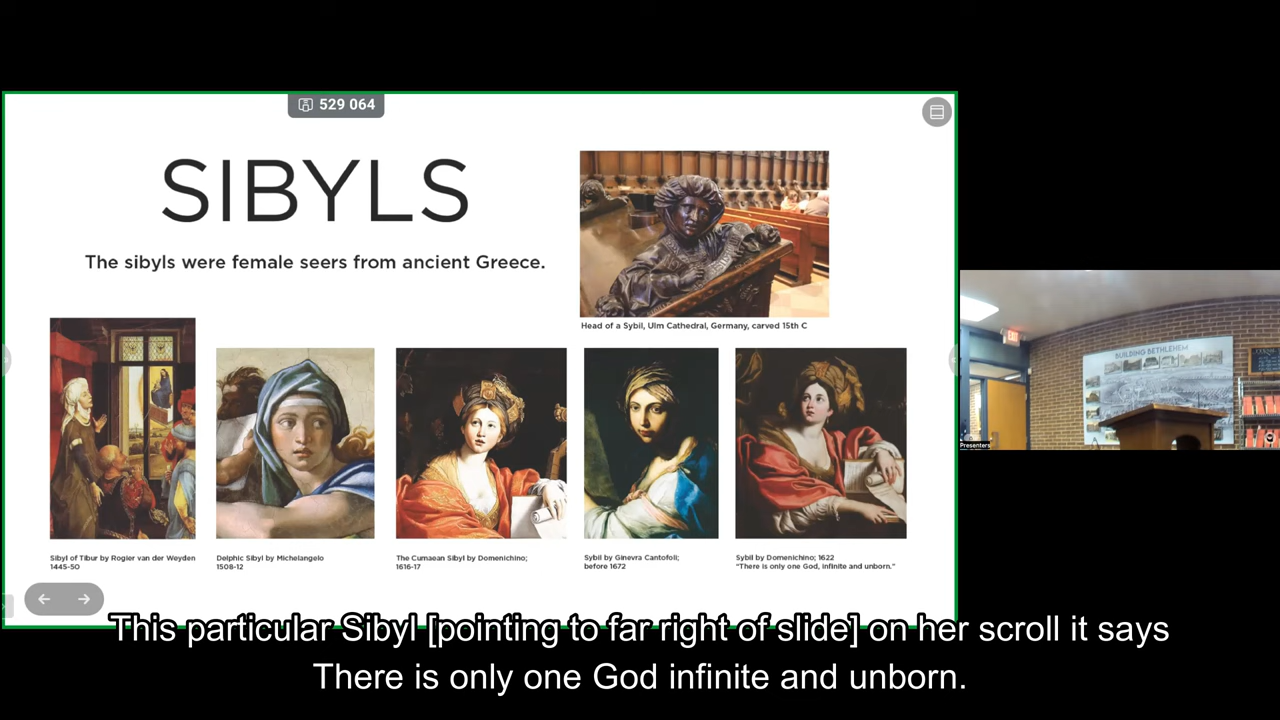 529 064
SIBYLS
The sibyls were female seers from ancient Greece.
Head of a Sybil, Ulm Cathedral, Germany, carved 15th C
Sibyl of Tibur by Rogier van der Weyden
1445-50
Delphic Sibyl by Michelangelo
1508-12
The Cumaean Sibyl by Domenichino;
1616-17
Sybil by Ginevra Cantofoli;
before 1672
Sybil by Domenichino; 1622
"There is only one God, infinite and unborn."
EXIT
BUILDING BETHLEHEM
Presenters
This particular Sibyl [pointing to far right of slide] on her scroll it says
There is only one God infinite and unborn.